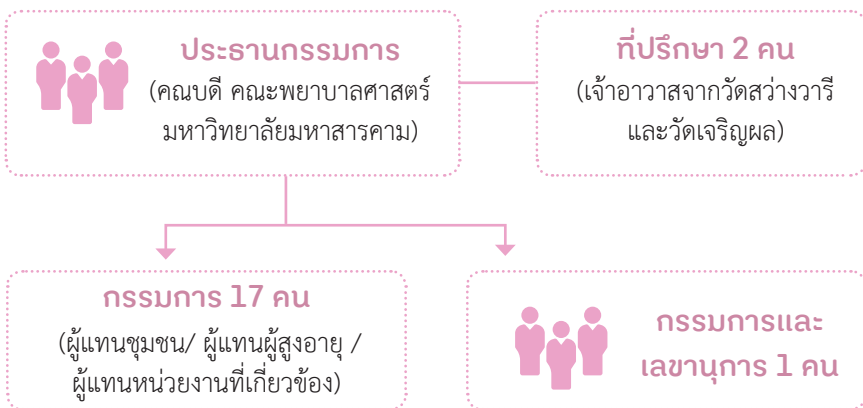 ประธานกรรมการ
(คณบดี คณะพยาบาลศาสตร์
มหาวิทยาลัยมหาสารคาม)
ที่ปรึกษา 2 คน
(เจ้าอาวาสจากวัดสว่างวารี
และวัดเจริญผล)
กรรมการ 17 คน
(ผู้แทนชุมชน/ ผู้แทนผู้สูงอายุ /
ผู้แทนหน่วยงานที่เกี่ยวข้อง)
กรรมการและ
เลขานุการ 1 คน